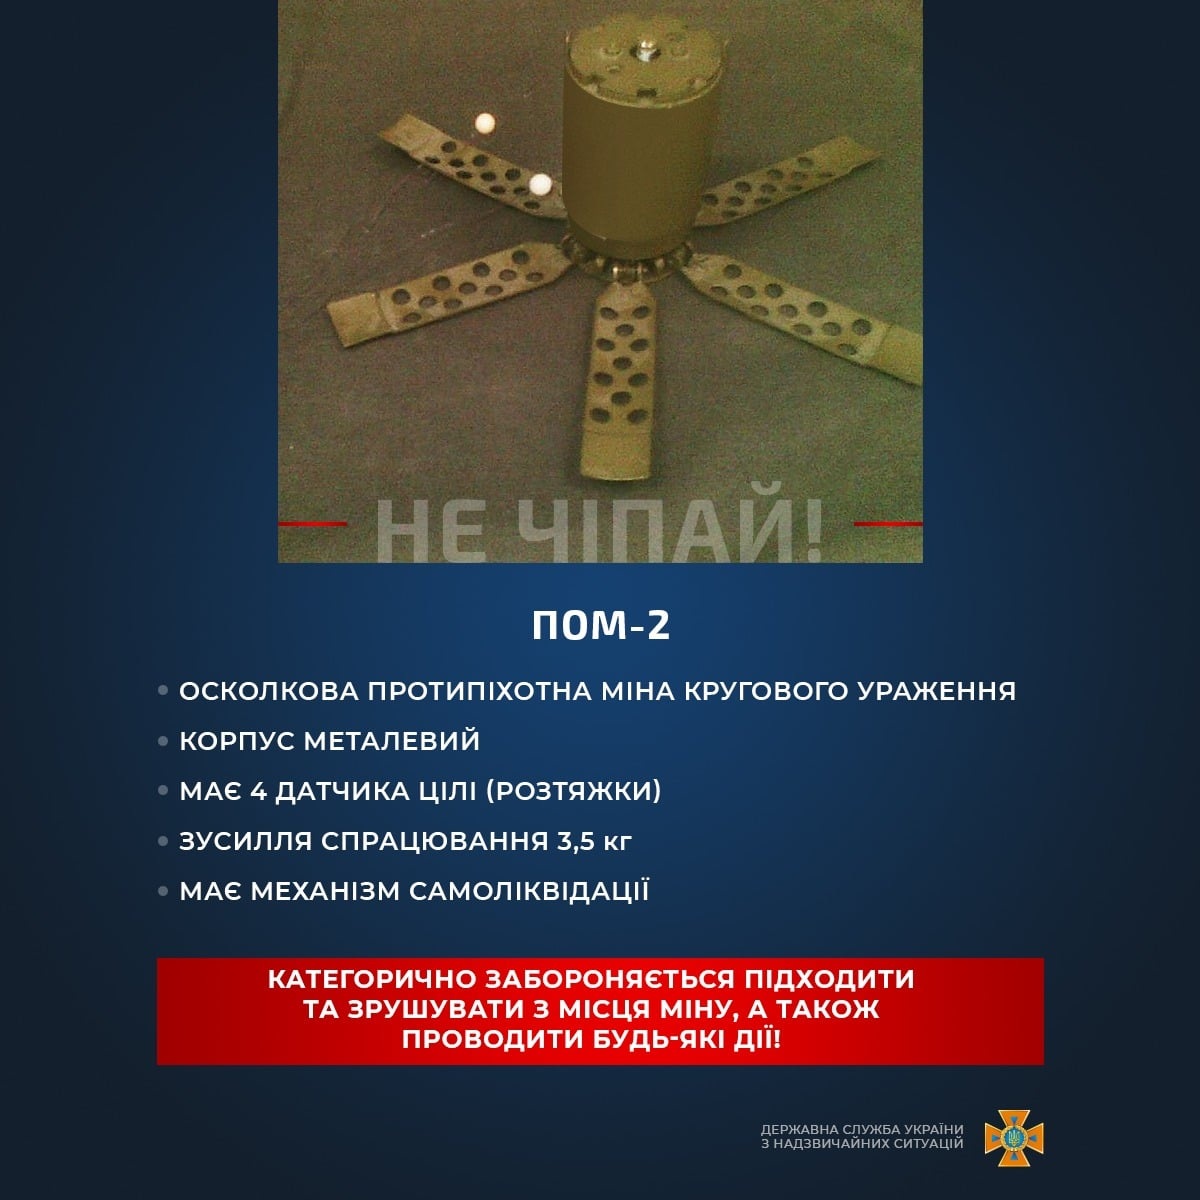 НЕ ЧІПАЙ!
ПОМ-2
ОСКОЛКОВА ПРОТИПІХОТНА МІНА КРУГОВОГО УРАЖЕННЯ
КОРПУС МЕТАЛЕВИЙ
МАЄ 4 ДАТЧИКА ЦІЛІ (РОЗТЯЖКИ)
ЗУСИЛЛЯ СПРАЦЮВАННЯ 3,5 кг
МАЄ МЕХАНІЗМ САМОЛІКВІДАЦІЇ
КАТЕГОРИЧНО ЗАБОРОНЯЄТЬСЯ ПІДХОДИТИ
ТА ЗРУШУВАТИ З МІСЦЯ МІНУ, А ТАКОЖ
ПРОВОДИТИ БУДЬ-ЯКІ ДІЇ!
ДЕРЖАВНА СЛУЖБА УКРАЇНИ
З НАДЗВИЧАЙНИХ СИТУАЦІЙ